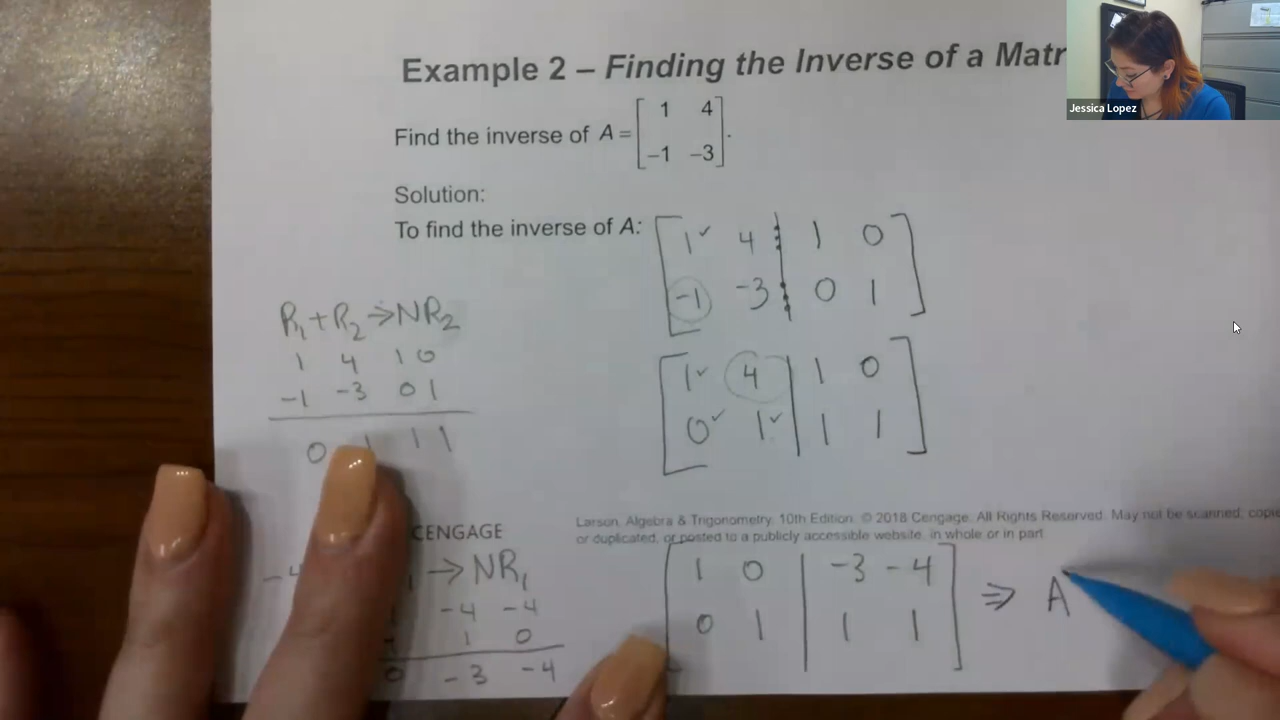 Example 2 – Finding the Inverse of a Matr
Jessica Lopez
Find the inverse of A = [ 1 4
-1 -3 ].
Solution:
To find the inverse of A:
1 4 1 0
-1 -3 0 1
R1 + R2 → NR2
1 4 1 0
-1 -3 0 1
0 1 1 1
1 4 | 1 0
0 1 | 1 1
CENGAGE
Larson, Algebra & Trigonometry, 10th Edition. © 2018 Cengage. All Rights Reserved. May not be scanned, copie
or duplicated, or posted to a publicly accessible website, in whole or in part
-4 → NR1
-4 -4
1 0
0 -3 -4
1 0 | -3 -4
0 1 | 1 1
⇒ A